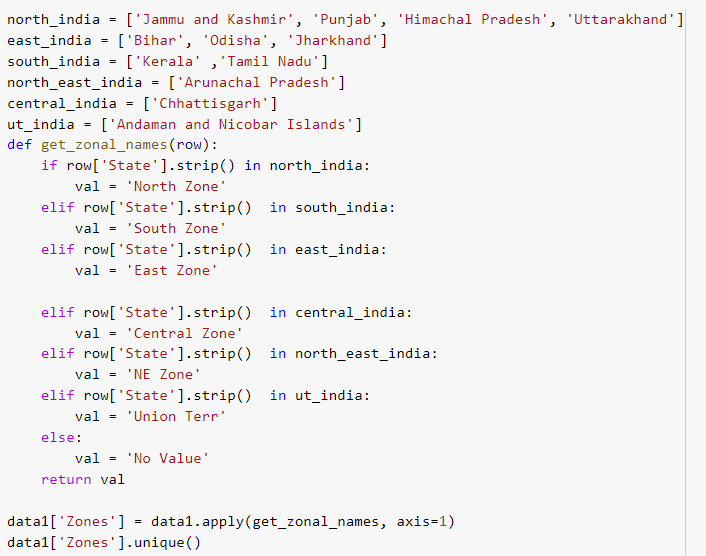 north_india = ['Jammu and Kashmir', 'Punjab', 'Himachal Pradesh', 'Uttarakhand']
east_india = ['Bihar', 'Odisha', 'Jharkhand']
south_india = ['Kerala' ,'Tamil Nadu']
north_east_india = ['Arunachal Pradesh']
central_india = ['Chhattisgarh']
ut_india = ['Andaman and Nicobar Islands']
def get_zonal_names(row):
    if row['State'].strip() in north_india:
        val = 'North Zone'
    elif row['State'].strip()  in south_india:
        val = 'South Zone'
    elif row['State'].strip()  in east_india:
        val = 'East Zone'

    elif row['State'].strip()  in central_india:
        val = 'Central Zone'
    elif row['State'].strip()  in north_east_india:
        val = 'NE Zone'
    elif row['State'].strip()  in ut_india:
        val = 'Union Terr'
    else:
        val = 'No Value'
    return val

data1['Zones'] = data1.apply(get_zonal_names, axis=1)
data1['Zones'].unique()